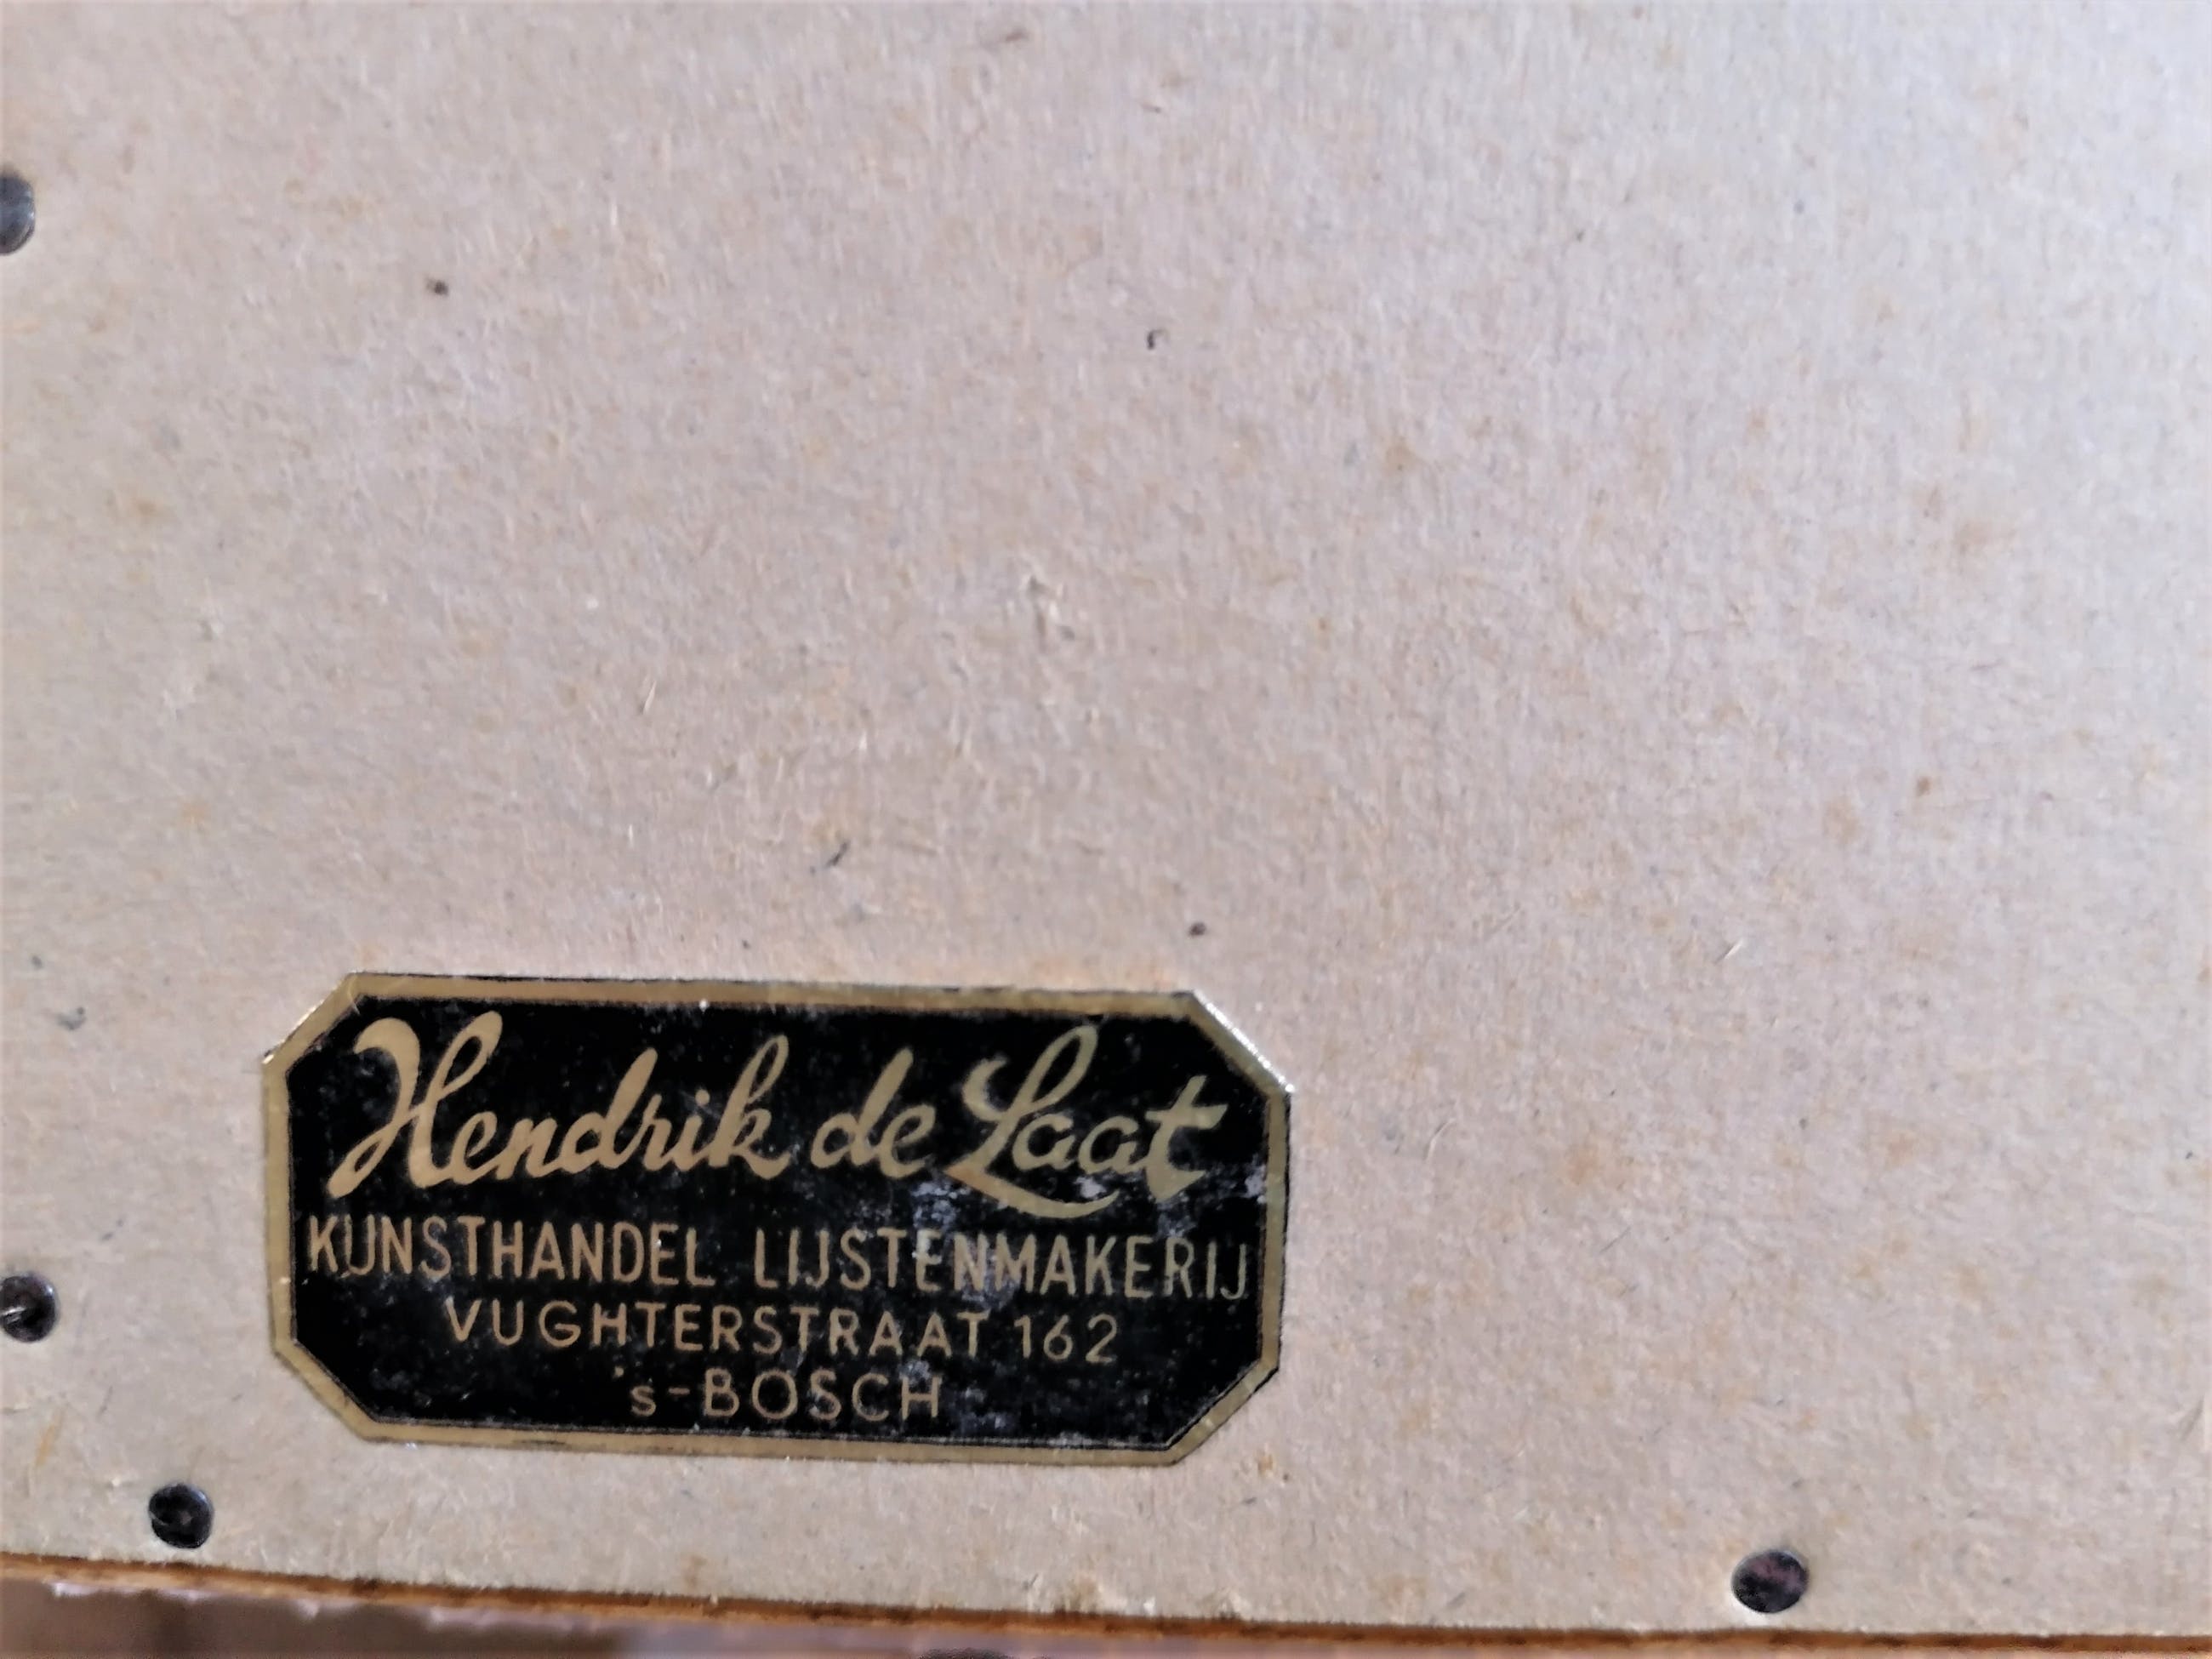 Hendrik de Laat
KUNSTHANDEL LIJSTENMAKERIJ
VUGHTERSTRAAT 162
's-BOSCH